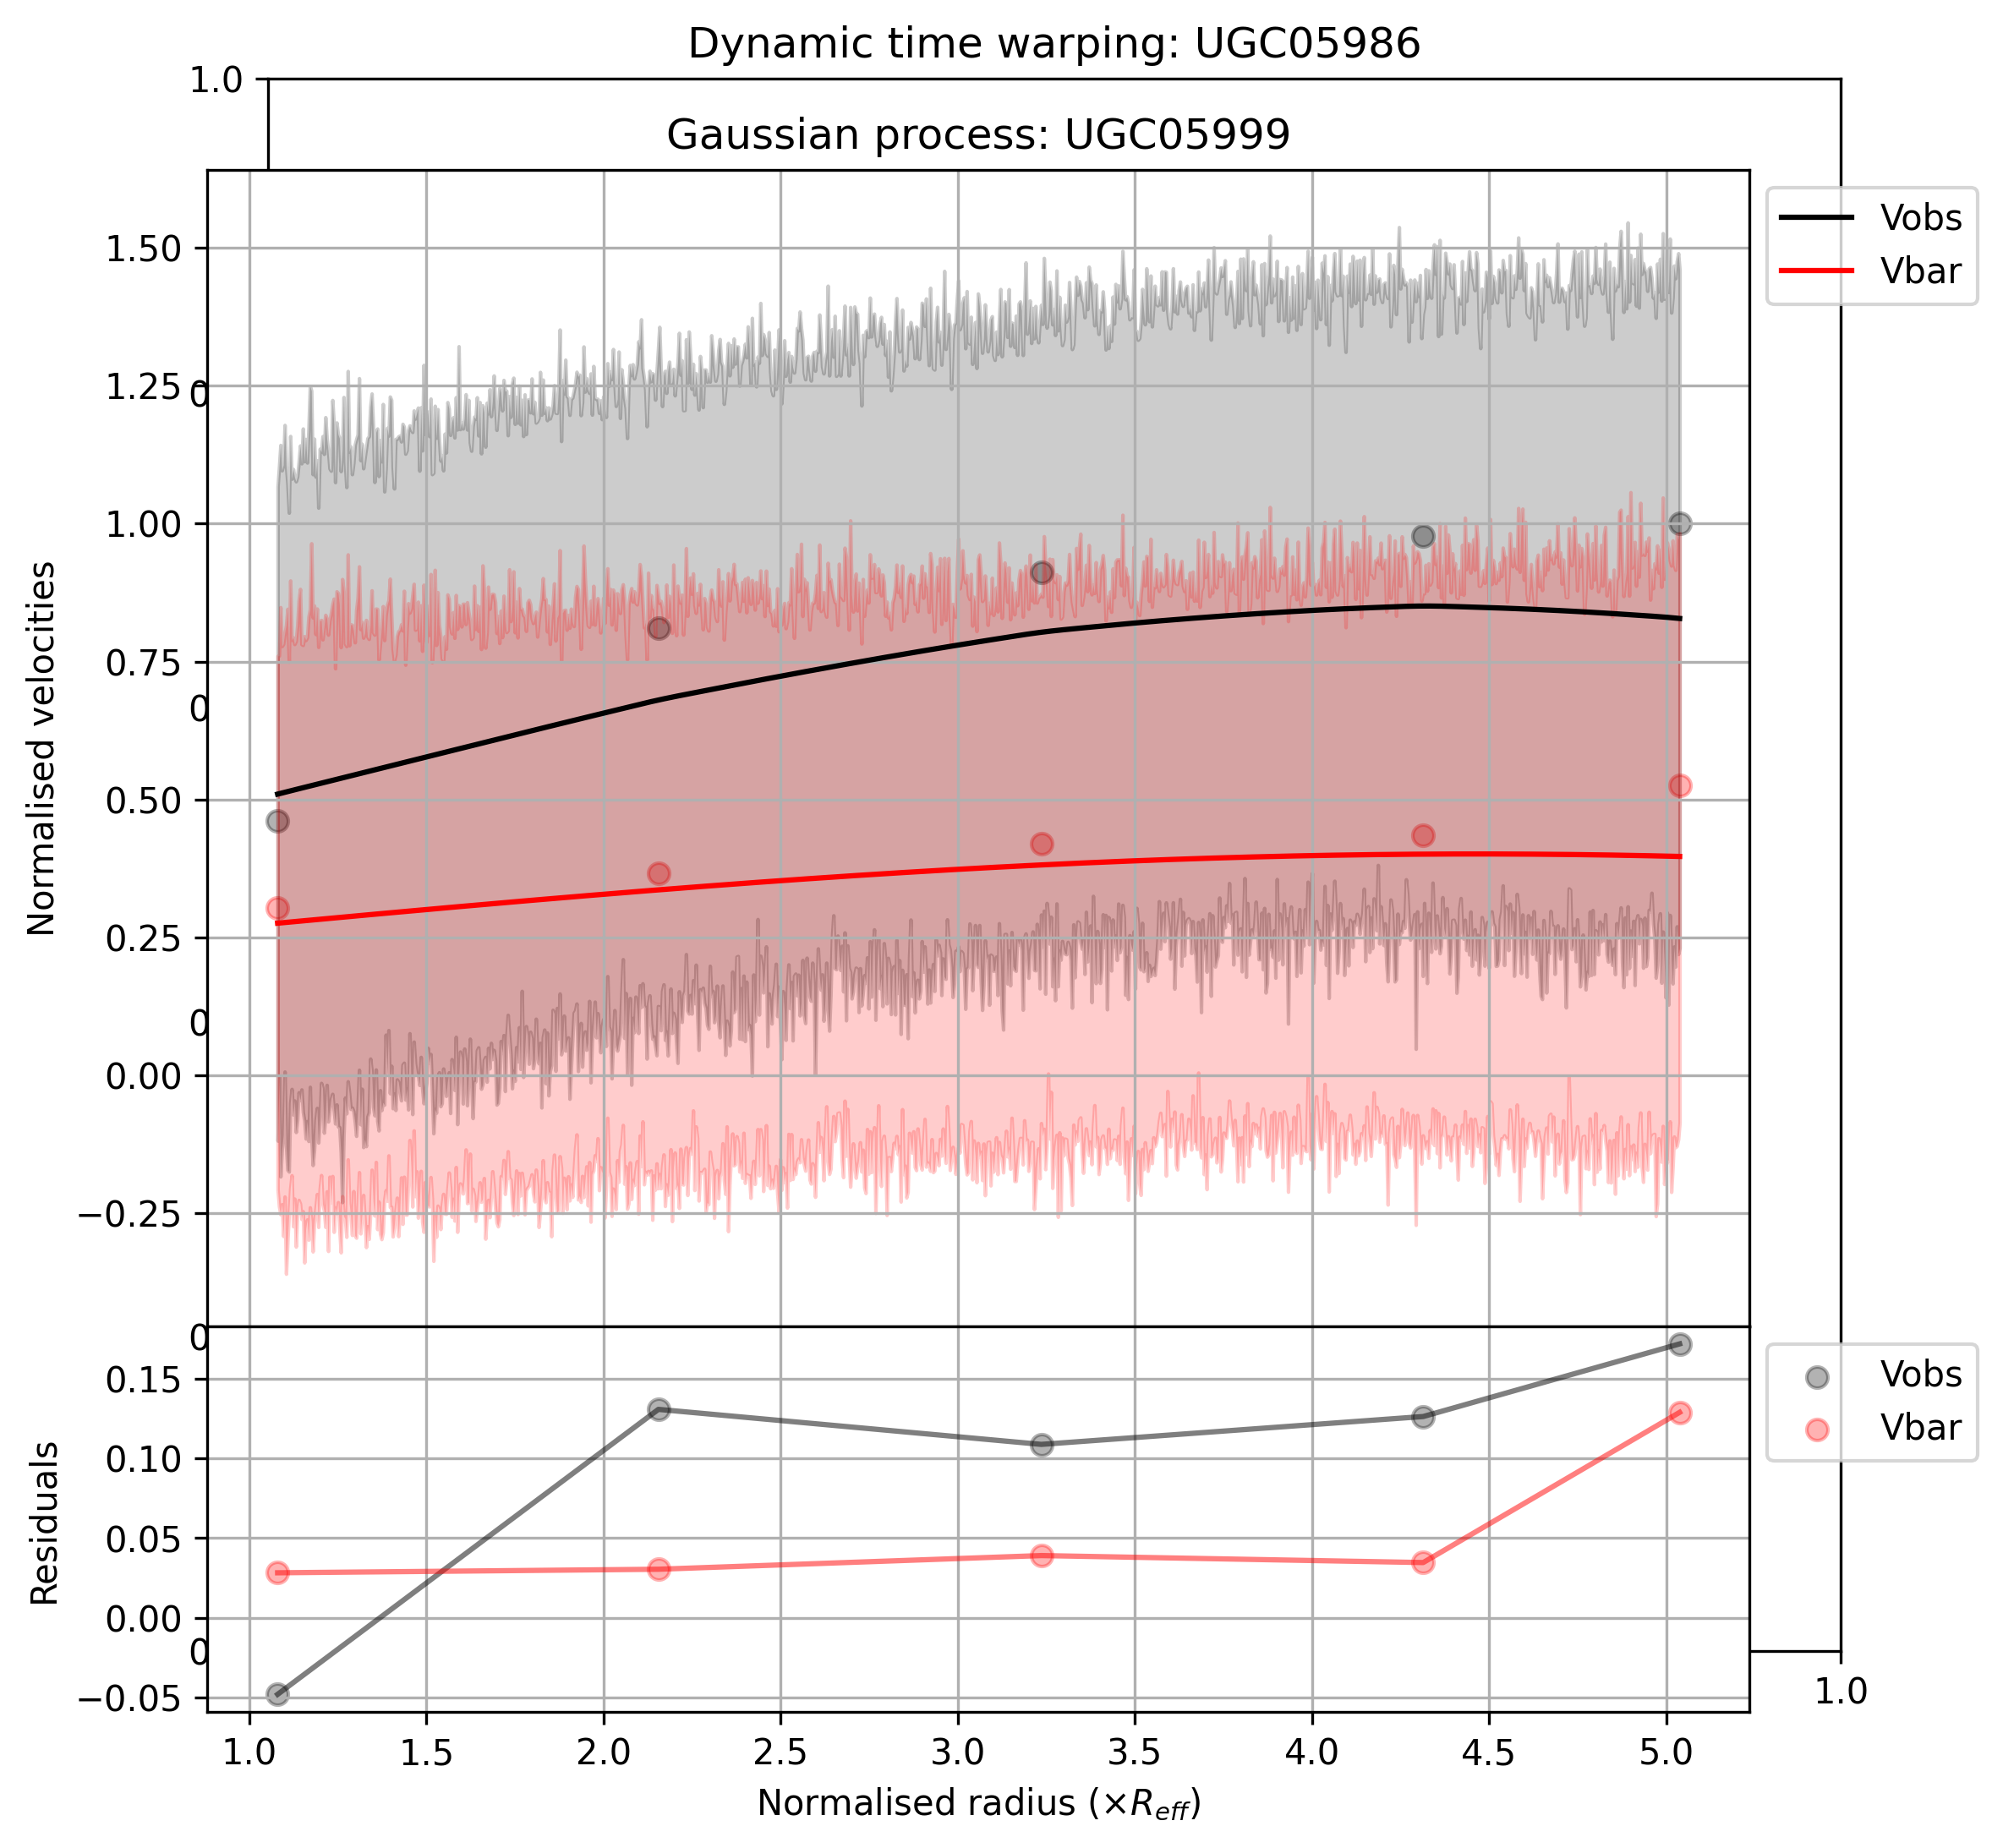 Dynamic time warping: UGC05986
1.0
Gaussian process: UGC05999
Vobs
Vbar
1.50
1.25
0
1.00
0.75
0
0.50
0.25
0
0.00
−0.25
Normalised velocities
0
0.15
0.10
0.05
0.00
0
−0.05
Residuals
Vobs
Vbar
1.0
1.0 1.5 2.0 2.5 3.0 3.5 4.0 4.5 5.0
Normalised radius (×R_eff)